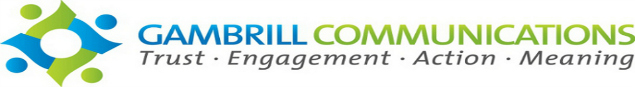 GAMBRILL COMMUNICATIONS
Trust · Engagement · Action · Meaning